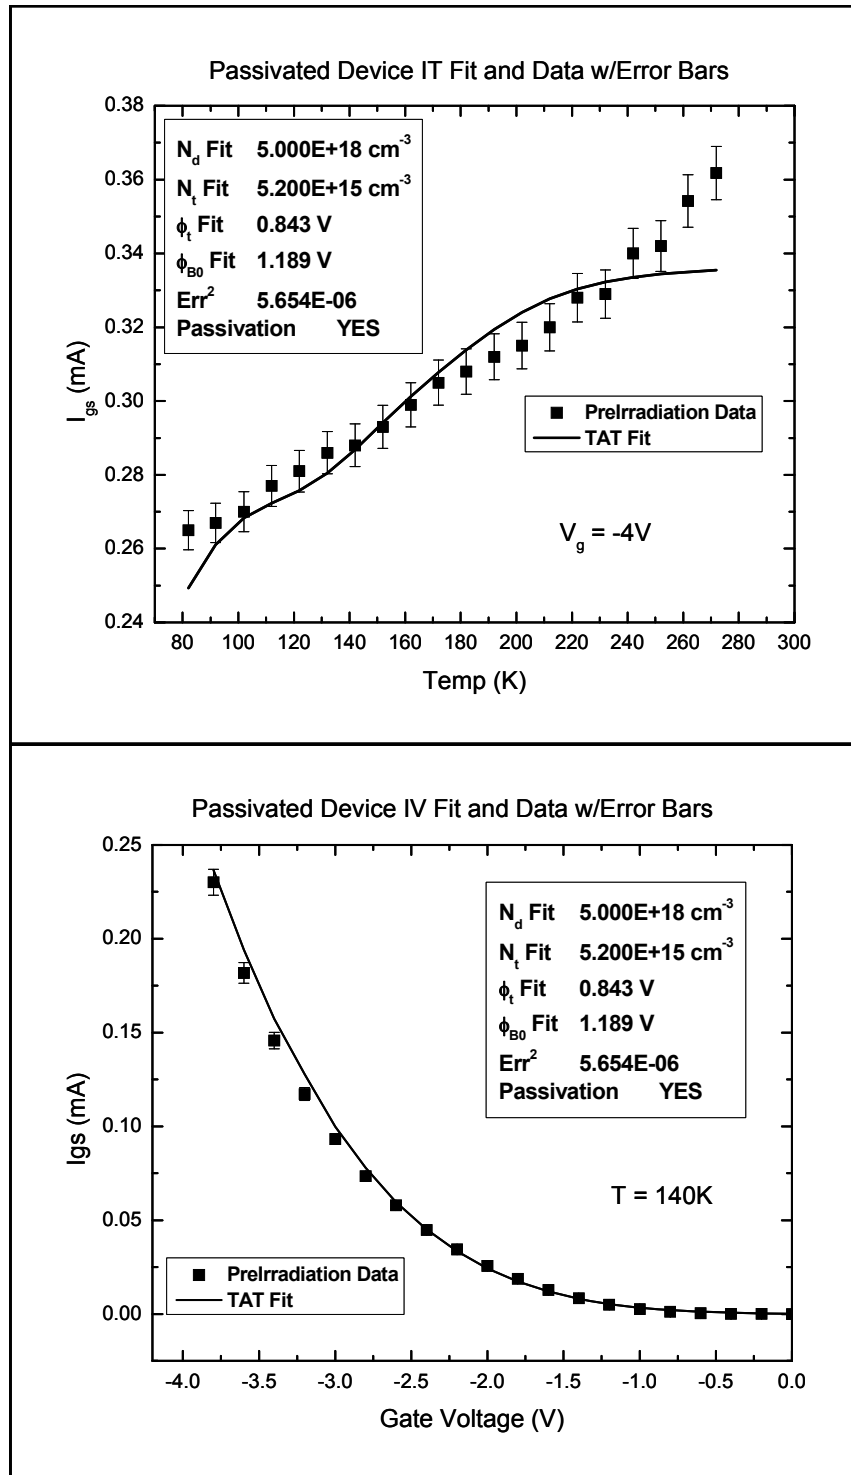 Passivated Device IT Fit and Data w/Error Bars
0.38
0.36
0.34
0.32
0.30
0.28
0.26
0.24
I_gs (mA)
N_d Fit 5.000E+18 cm^-3
N_t Fit 5.200E+15 cm^-3
ϕ_t Fit 0.843 V
ϕ_B0 Fit 1.189 V
Err^2 5.654E-06
Passivation YES
PreIrradiation Data
TAT Fit
V_g = -4V
80 100 120 140 160 180 200 220 240 260 280 300
Temp (K)
Passivated Device IV Fit and Data w/Error Bars
0.25
0.20
0.15
0.10
0.05
0.00
Igs (mA)
N_d Fit 5.000E+18 cm^-3
N_t Fit 5.200E+15 cm^-3
ϕ_t Fit 0.843 V
ϕ_B0 Fit 1.189 V
Err^2 5.654E-06
Passivation YES
T = 140K
PreIrradiation Data
TAT Fit
-4.0 -3.5 -3.0 -2.5 -2.0 -1.5 -1.0 -0.5 0.0
Gate Voltage (V)